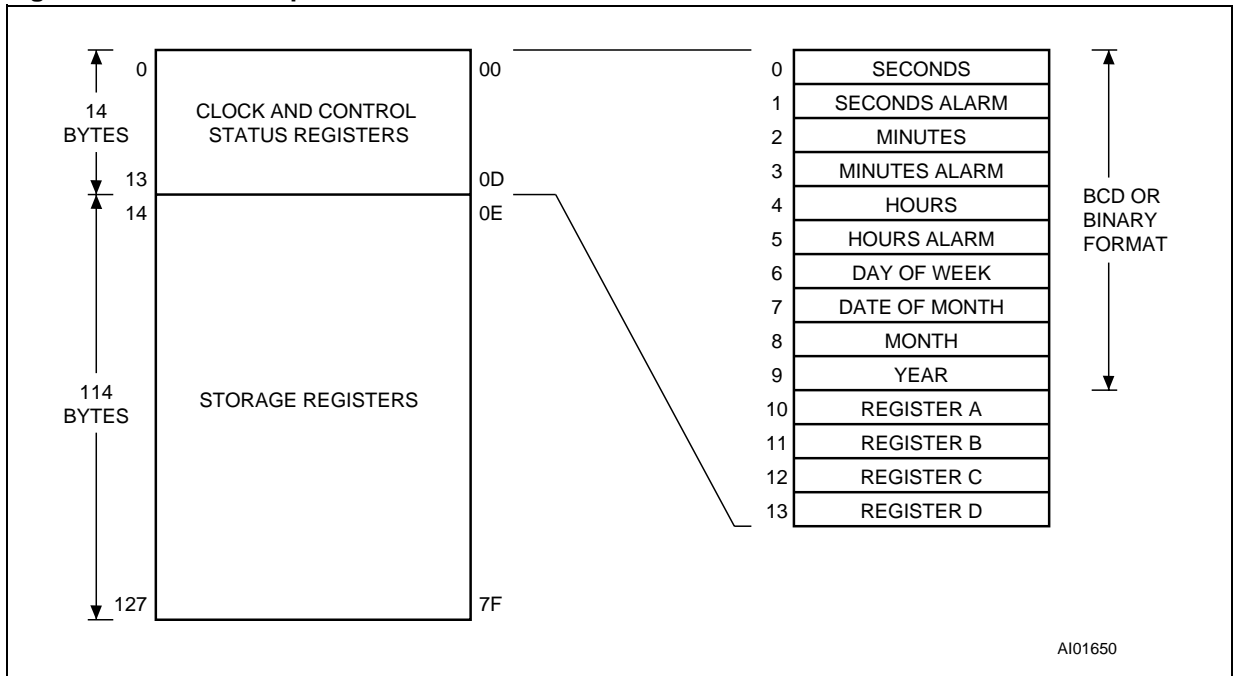 0
00
14
BYTES
CLOCK AND CONTROL
STATUS REGISTERS
13
0D
14
0E
114
BYTES
STORAGE REGISTERS
127
7F
0 SECONDS
1 SECONDS ALARM
2 MINUTES
3 MINUTES ALARM
4 HOURS
5 HOURS ALARM
6 DAY OF WEEK
7 DATE OF MONTH
8 MONTH
9 YEAR
10 REGISTER A
11 REGISTER B
12 REGISTER C
13 REGISTER D
BCD OR
BINARY
FORMAT
AI01650